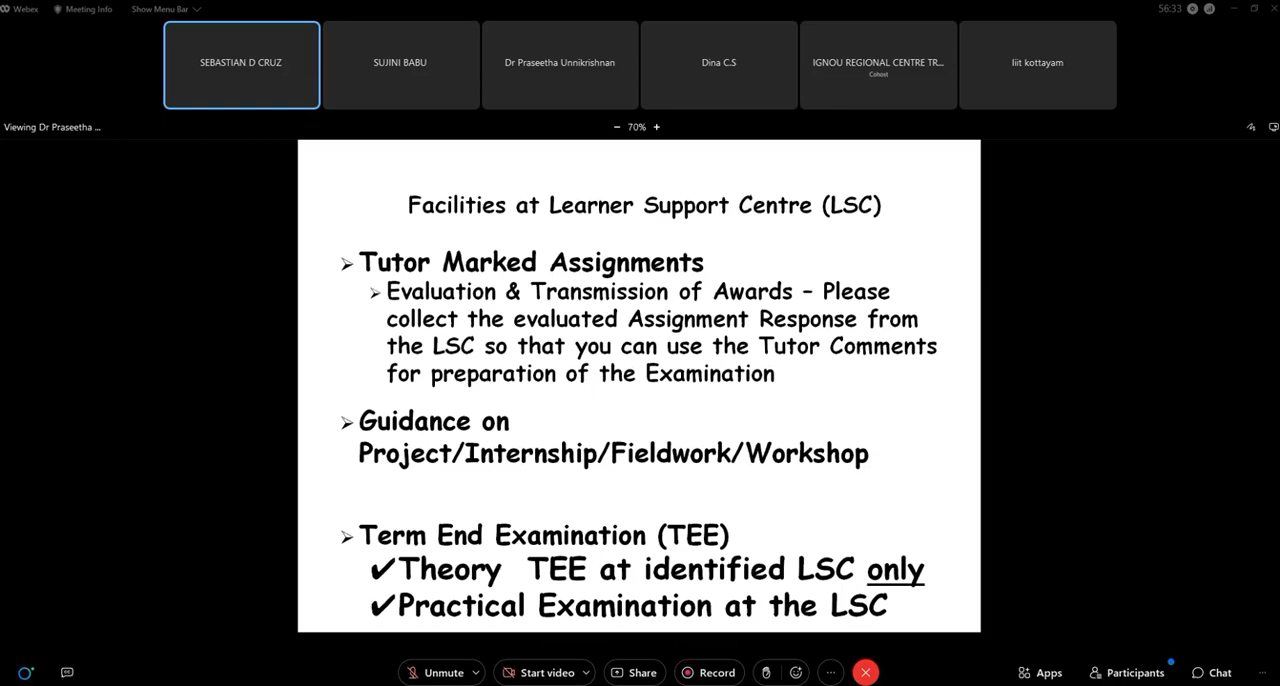 Webex
Meeting Info
Show Menu Bar
56:33
SEBASTIAN D CRUZ
SUJINI BABU
Dr Praseetha Unnikrishnan
Dina C.S
IGNOU REGIONAL CENTRE TR...
Cohost
liit kottayam
Viewing Dr Praseetha ...
− 70% +
Facilities at Learner Support Centre (LSC)
➢ Tutor Marked Assignments
➢ Evaluation & Transmission of Awards – Please
collect the evaluated Assignment Response from
the LSC so that you can use the Tutor Comments
for preparation of the Examination
➢ Guidance on
Project/Internship/Fieldwork/Workshop
➢ Term End Examination (TEE)
✔Theory TEE at identified LSC only
✔Practical Examination at the LSC
Unmute
Start video
Share
Record
Apps
Participants
Chat